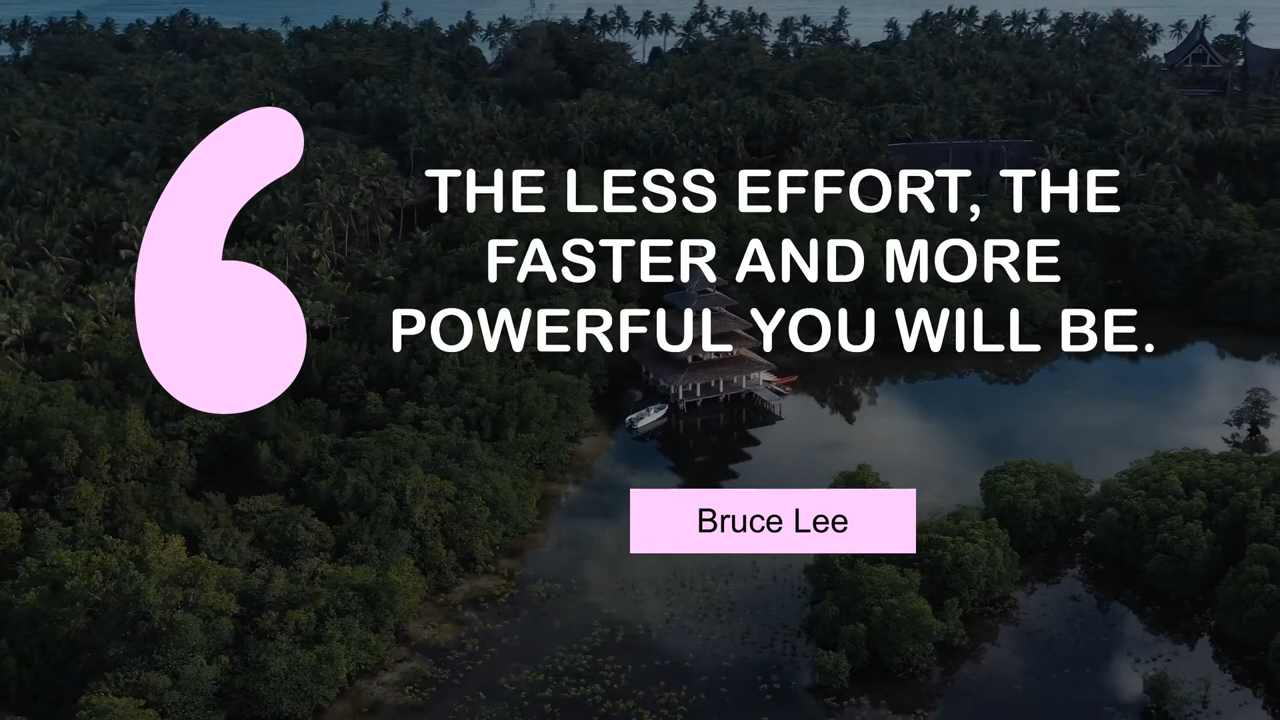 THE LESS EFFORT, THE
FASTER AND MORE
POWERFUL YOU WILL BE.
Bruce Lee